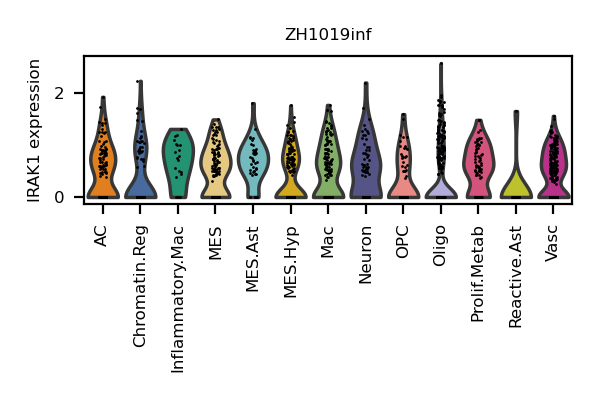 ZH1019inf
IRAK1 expression
2
0
AC
Chromatin.Reg
Inflammatory.Mac
MES
MES.Ast
MES.Hyp
Mac
Neuron
OPC
Oligo
Prolif.Metab
Reactive.Ast
Vasc